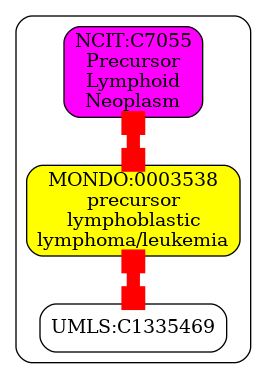 NCIT:C7055
Precursor
Lymphoid
Neoplasm
MONDO:0003538
precursor
lymphoblastic
lymphoma/leukemia
UMLS:C1335469